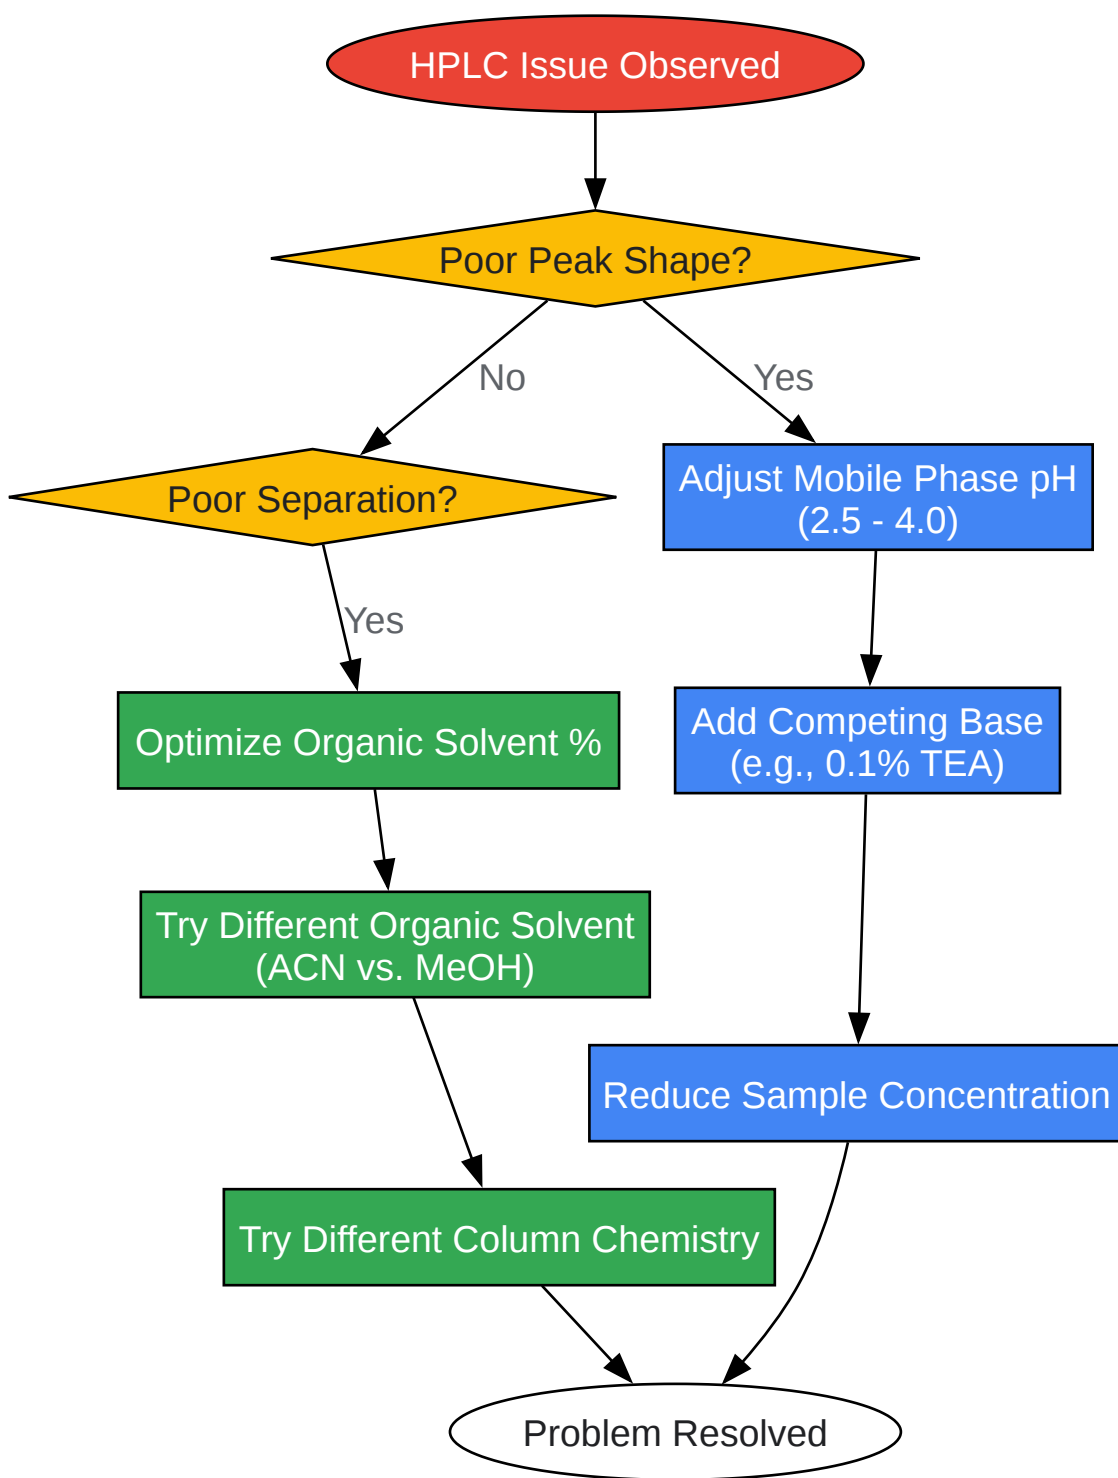 HPLC Issue Observed
Poor Peak Shape?
No
Yes
Poor Separation?
Adjust Mobile Phase pH
(2.5 - 4.0)
Yes
Optimize Organic Solvent %
Add Competing Base
(e.g., 0.1% TEA)
Try Different Organic Solvent
(ACN vs. MeOH)
Reduce Sample Concentration
Try Different Column Chemistry
Problem Resolved